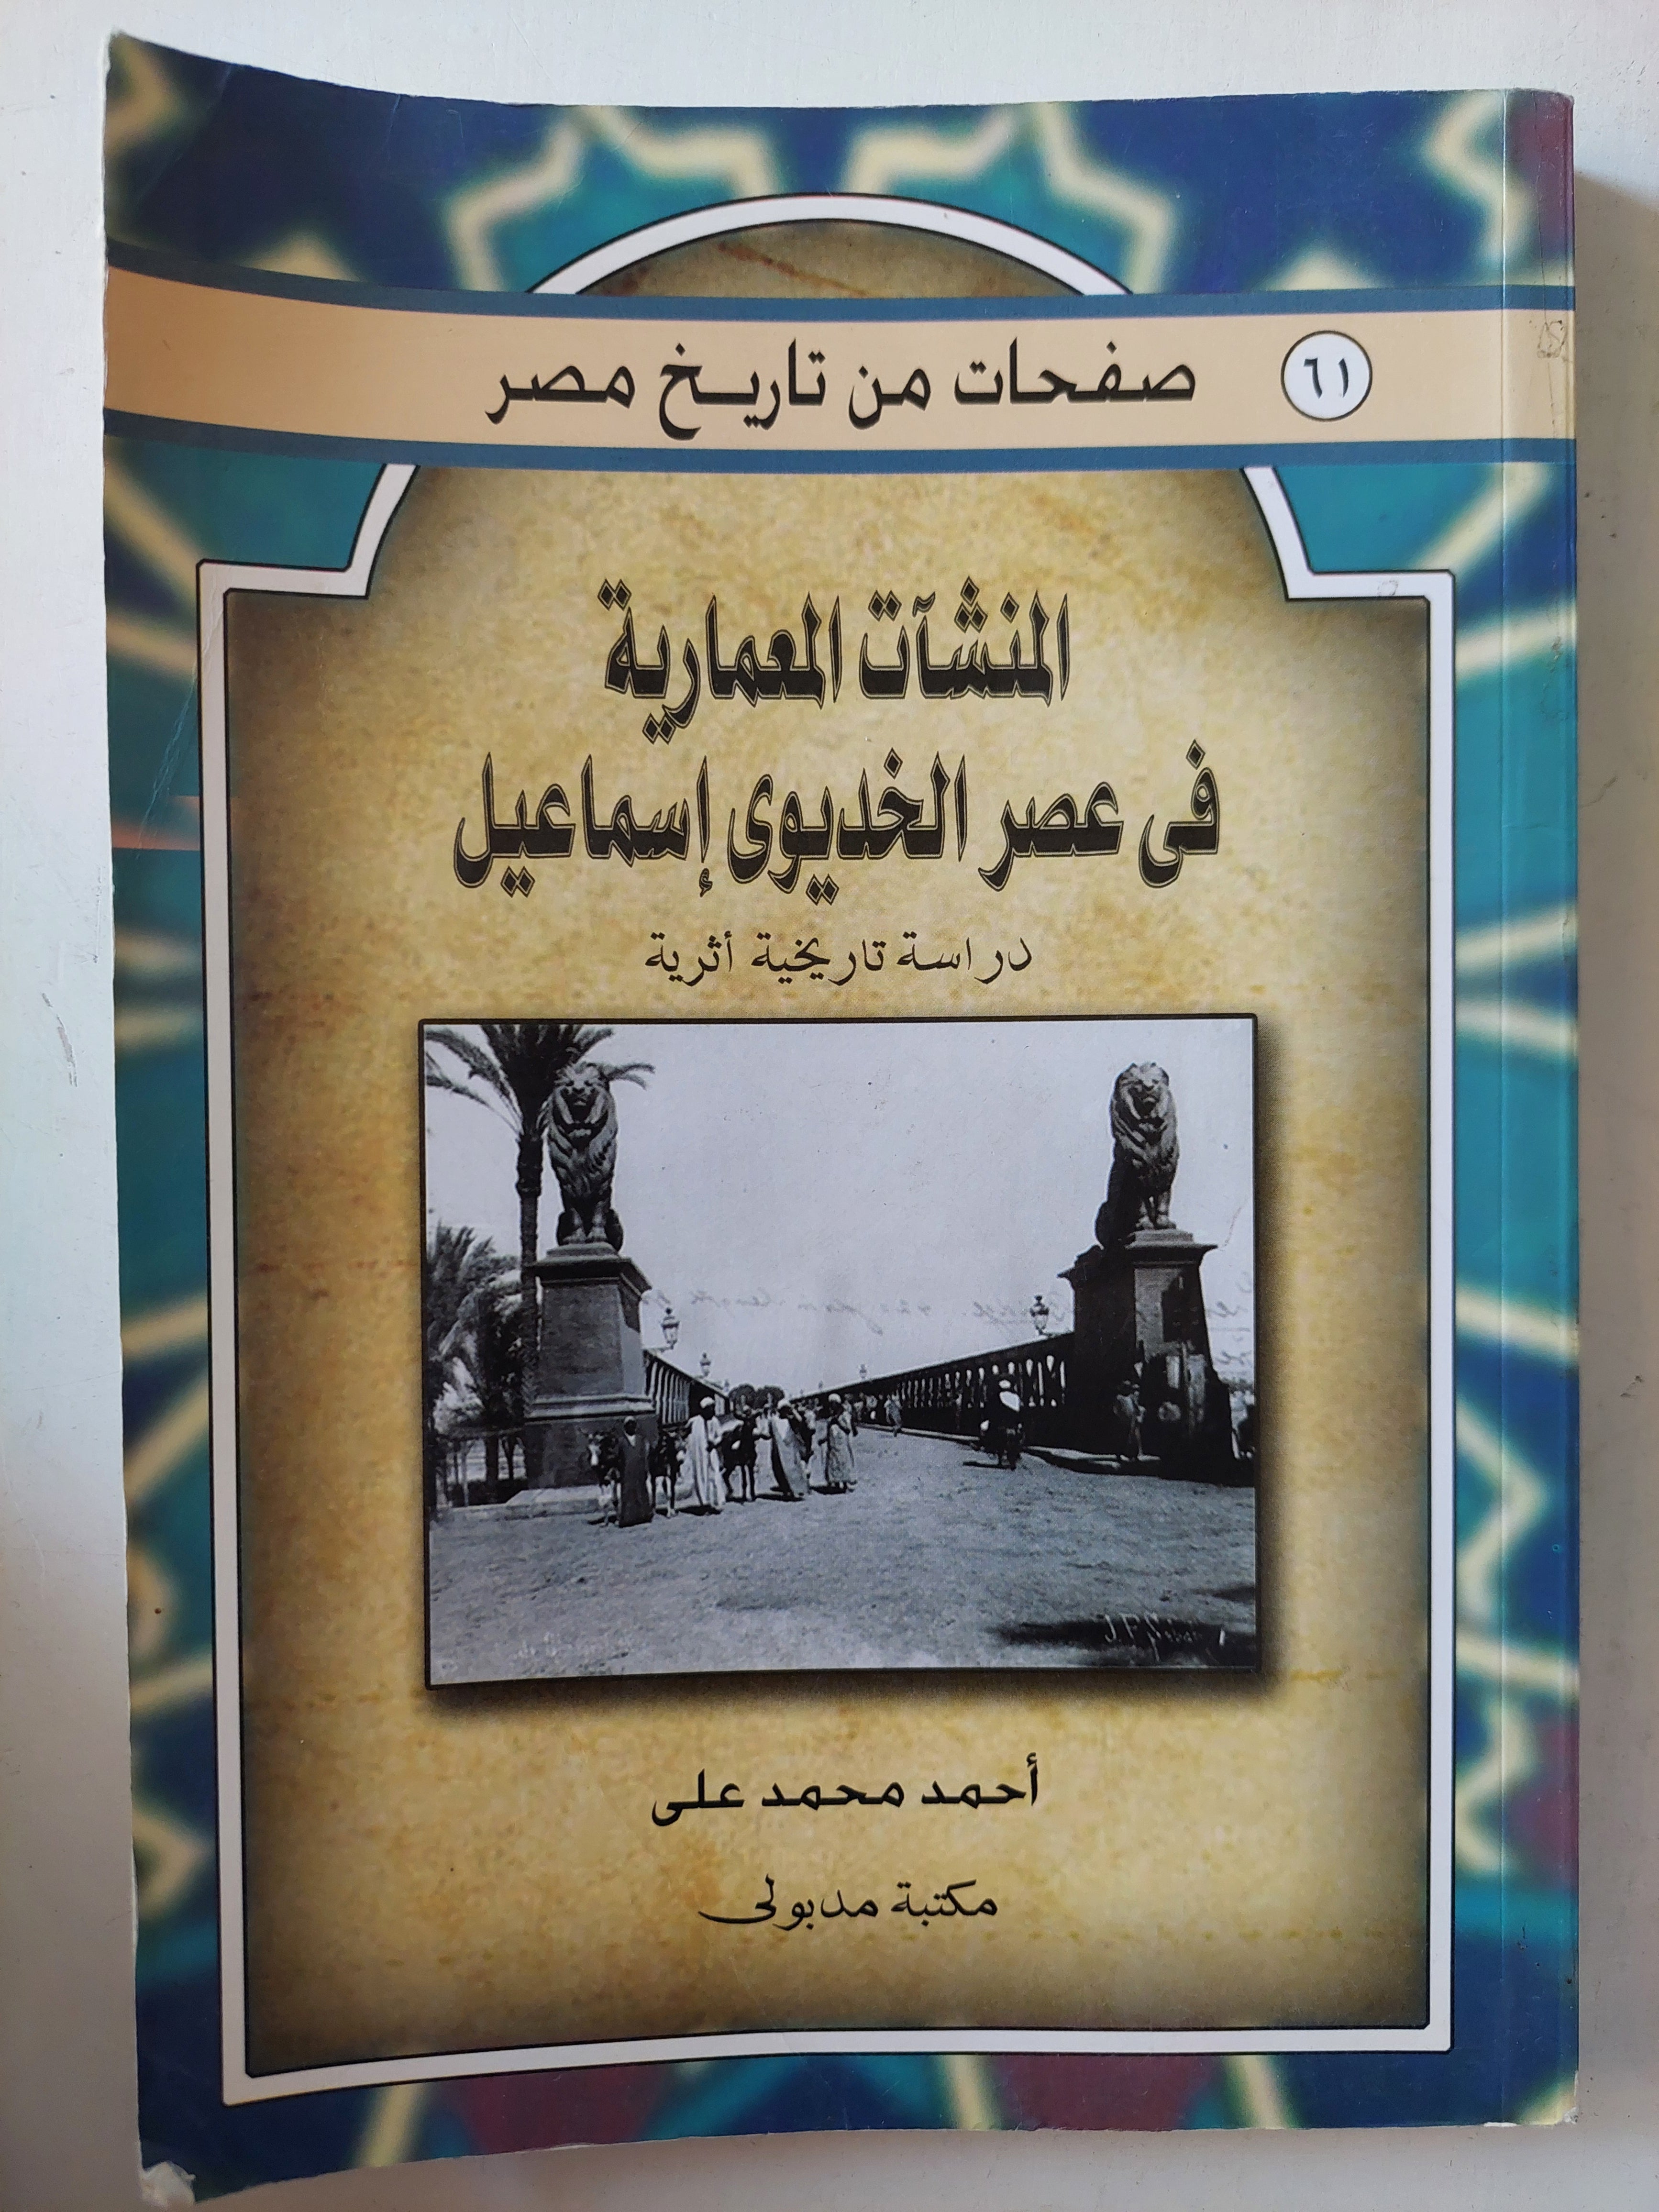 ٦١ صفحات من تاريخ مصر
المنشآت المعمارية
فى عصر الخديوى إسماعيل
دراسة تاريخية أثرية
أحمد محمد على
مكتبة مدبولى